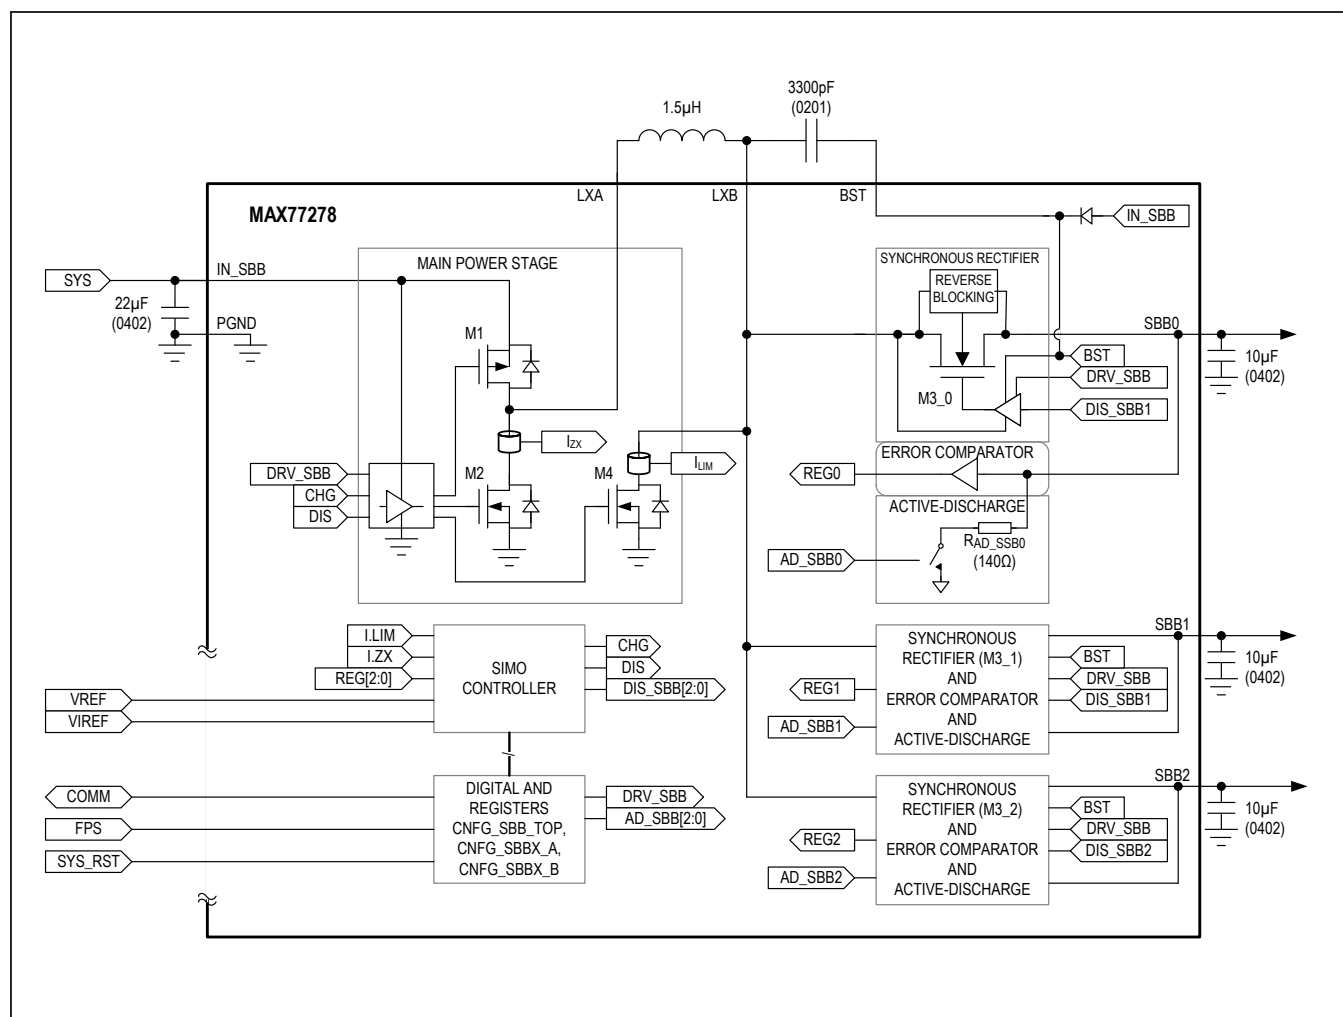 3300pF
(0201)
1.5µH
LXA
LXB
BST
MAX77278
IN_SBB
SYS
IN_SBB
22µF
(0402)
PGND
MAIN POWER STAGE
M1
IZX
M2
M4
ILIM
DRV_SBB
CHG
DIS
SYNCHRONOUS RECTIFIER
REVERSE
BLOCKING
M3_0
SBB0
BST
DRV_SBB
DIS_SBB1
10µF
(0402)
ERROR COMPARATOR
REG0
ACTIVE-DISCHARGE
RAD_SSB0
(140Ω)
AD_SBB0
I.LIM
I.ZX
REG[2:0]
VREF
VIREF
SIMO
CONTROLLER
CHG
DIS
DIS_SBB[2:0]
SYNCHRONOUS
RECTIFIER (M3_1)
AND
ERROR COMPARATOR
AND
ACTIVE-DISCHARGE
REG1
AD_SBB1
SBB1
BST
DRV_SBB
DIS_SBB1
10µF
(0402)
COMM
FPS
SYS_RST
DIGITAL AND
REGISTERS
CNFG_SBB_TOP,
CNFG_SBBX_A,
CNFG_SBBX_B
DRV_SBB
AD_SBB[2:0]
SYNCHRONOUS
RECTIFIER (M3_2)
AND
ERROR COMPARATOR
AND
ACTIVE-DISCHARGE
REG2
AD_SBB2
SBB2
BST
DRV_SBB
DIS_SBB2
10µF
(0402)